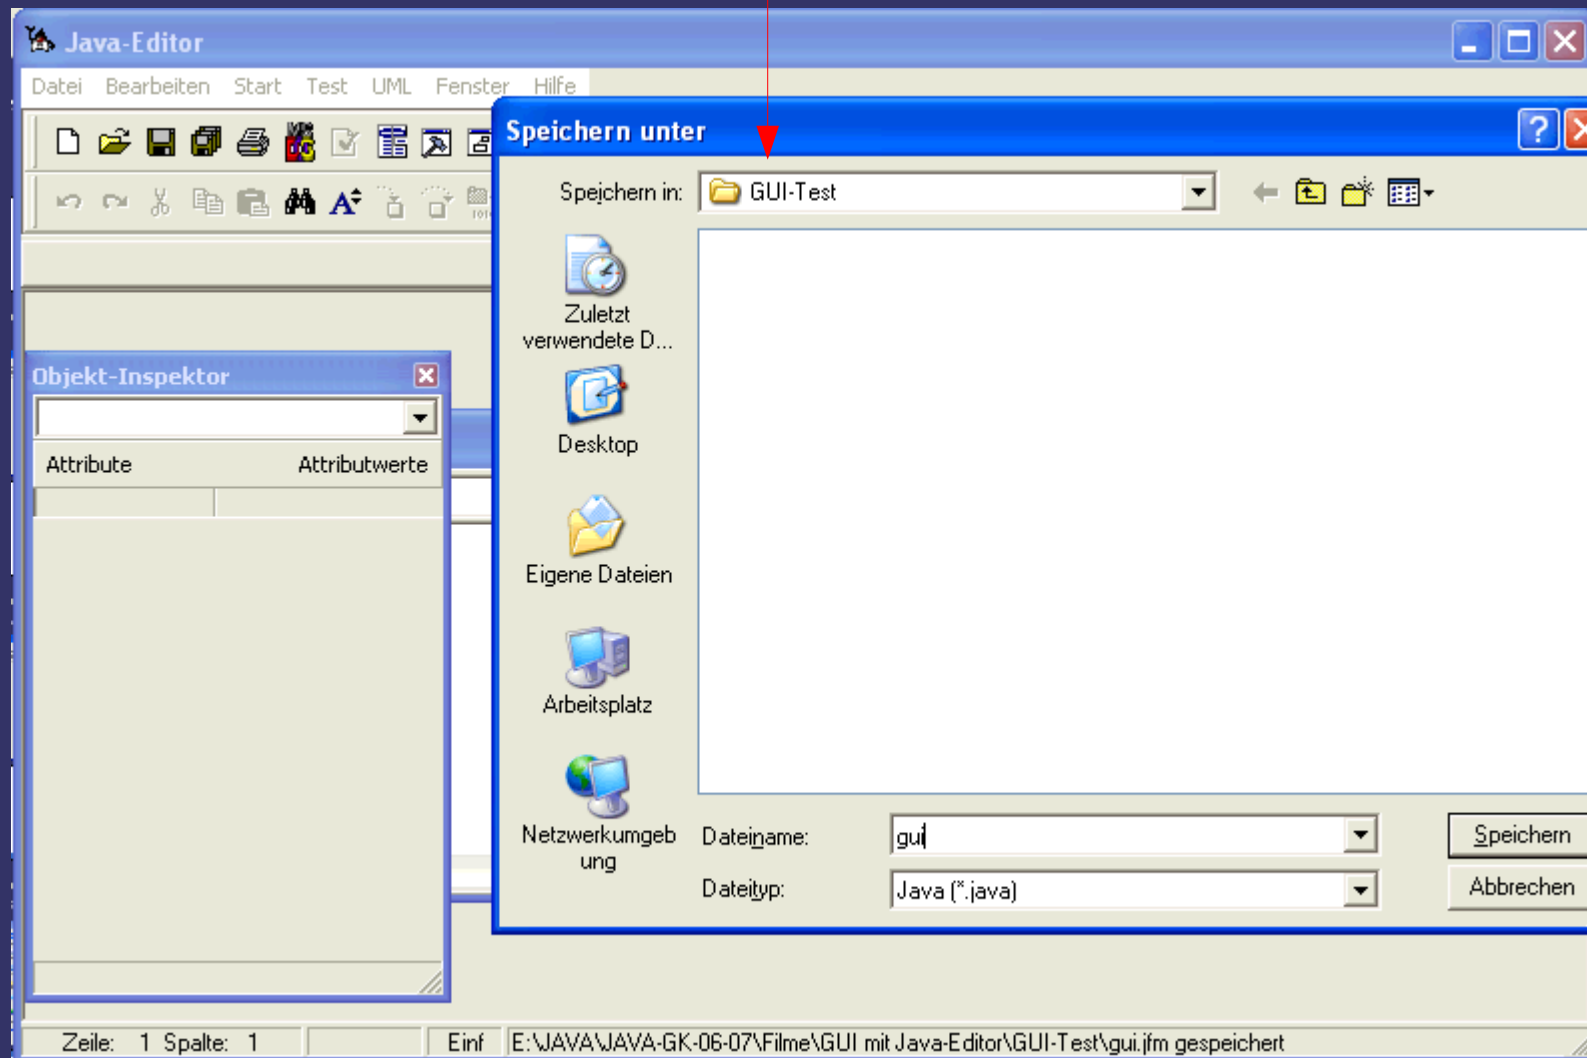 Java-Editor
Datei Bearbeiten Start Test UML Fenster Hilfe
Speichern unter
Speichern in: GUI-Test
Zuletzt
verwendete D...
Desktop
Eigene Dateien
Arbeitsplatz
Netzwerkumgeb
ung
Objekt-Inspektor
Attribute Attributwerte
Dateiname: gui Speichern
Dateityp: Java (*.java) Abbrechen
Zeile: 1 Spalte: 1 Einf E:\JAVA\JAVA-GK-06-07\Filme\GUI mit Java-Editor\GUI-Test\gui.jfm gespeichert